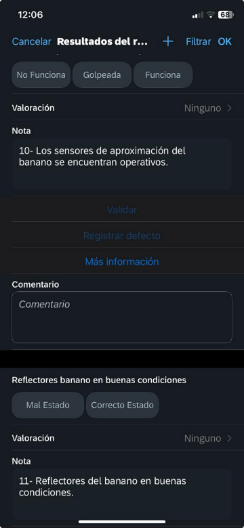 12:06
68
Cancelar Resultados del r... + Filtrar OK
No Funciona Golpeada Funciona
Valoración Ninguno
Nota
10- Los sensores de aproximación del
banano se encuentran operativos.
Validar
Registrar defecto
Más información
Comentario
Comentario
Reflectores banano en buenas condiciones
Mal Estado Correcto Estado
Valoración Ninguno
Nota
11- Reflectores del banano en buenas
condiciones.